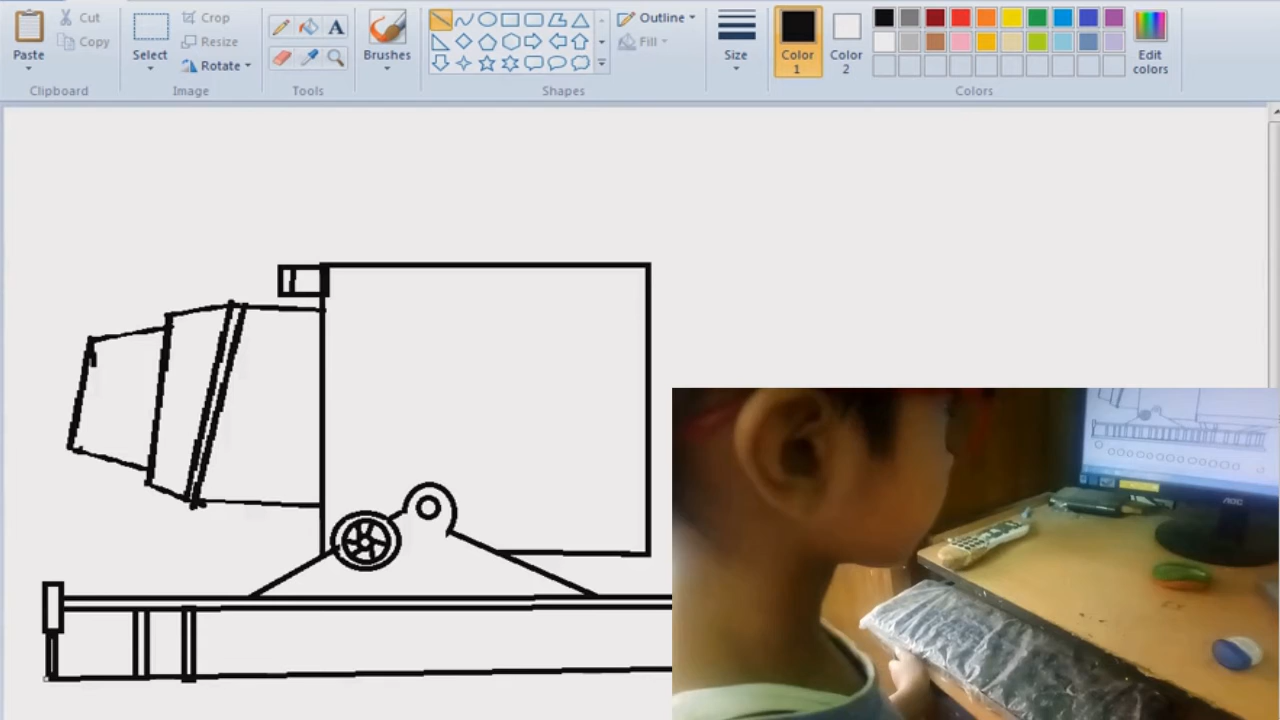 Paste
Cut
Copy
Clipboard
Select
Crop
Resize
Rotate
Image
A
Tools
Brushes
Shapes
Outline
Fill
Size
Color 1
Color 2
Edit colors
Colors
AOC